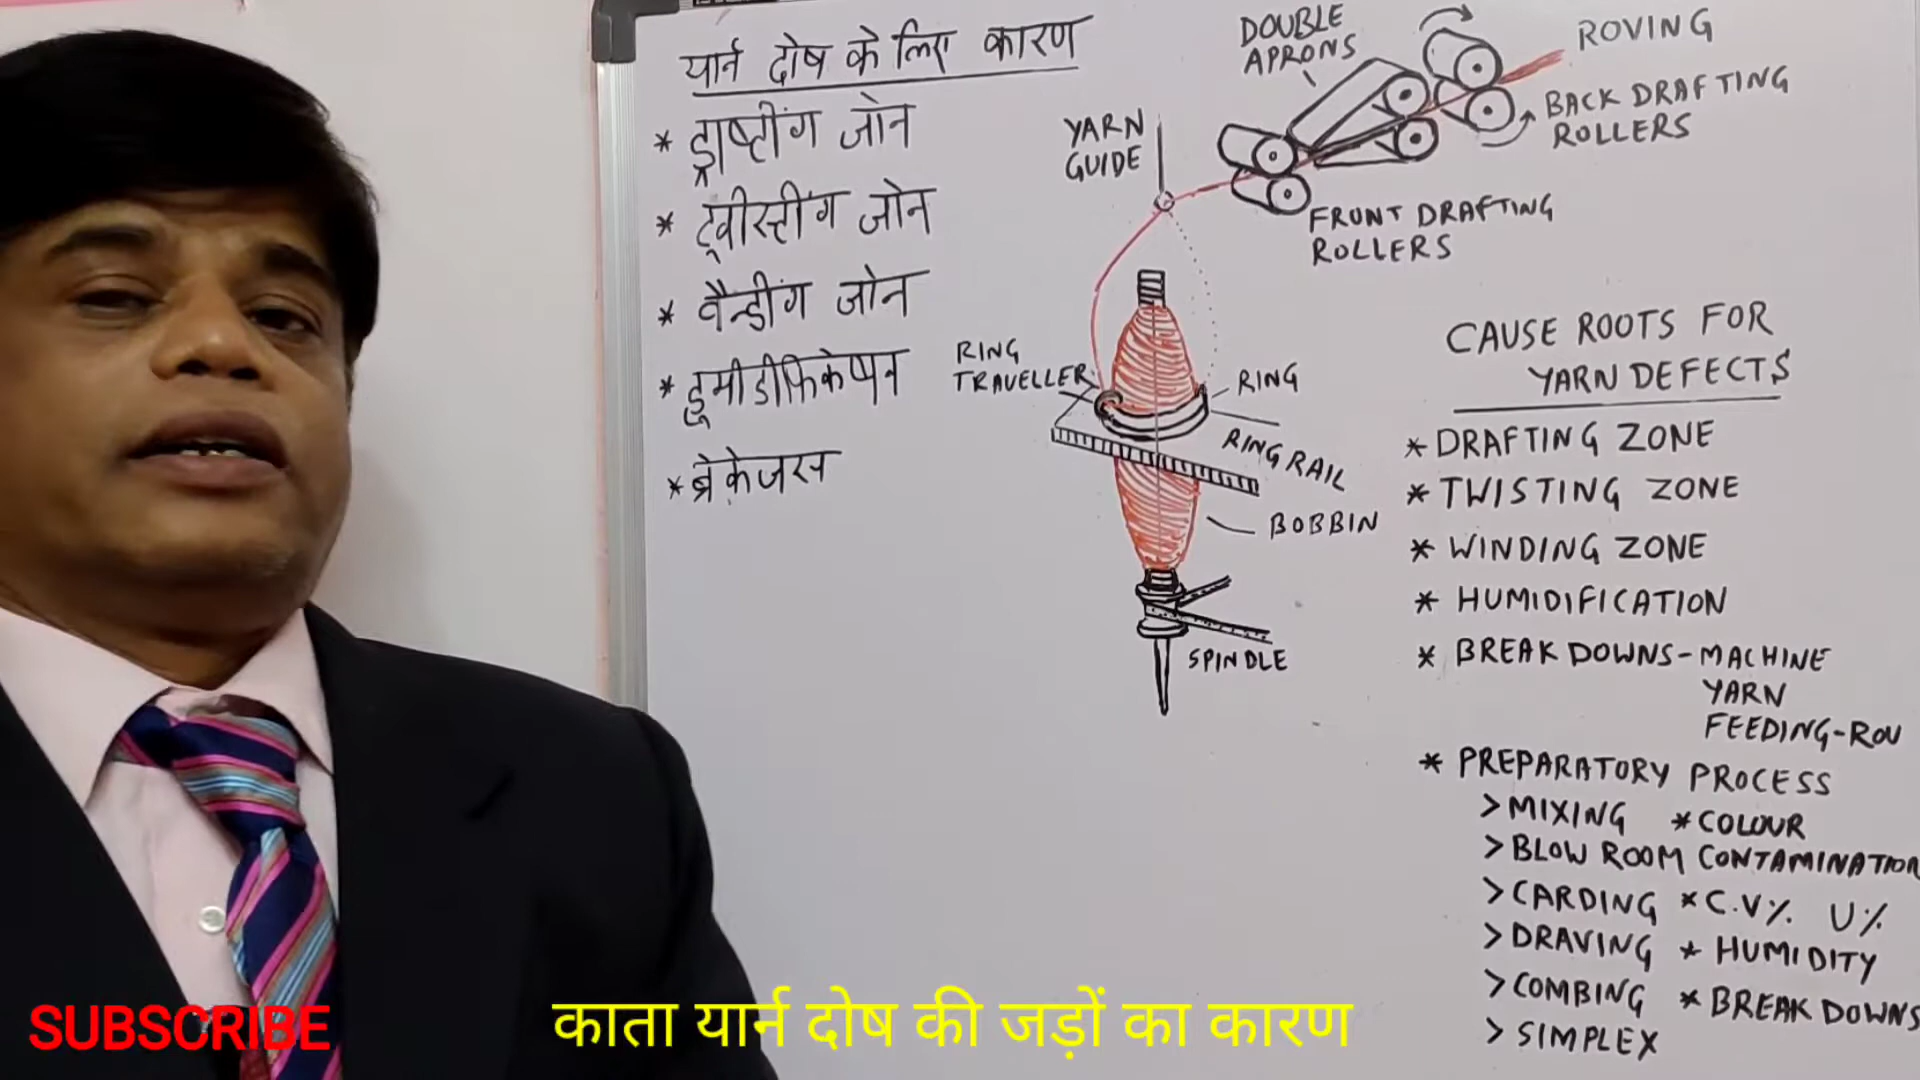 यार्न दोष के लिए कारण
* ड्राफ्टींग जोन
* ट्वीस्टींग जोन
* वैन्डींग जोन
* हूमीडीफिकेषन
* ब्रेकेजस
DOUBLE
APRONS
ROVING
BACK DRAFTING
ROLLERS
YARN
GUIDE
FRONT DRAFTING
ROLLERS
RING
TRAVELLER
RING
RING RAIL
BOBBIN
SPINDLE
CAUSE ROOTS FOR
YARN DEFECTS
* DRAFTING ZONE
* TWISTING ZONE
* WINDING ZONE
* HUMIDIFICATION
* BREAK DOWNS - MACHINE
YARN
FEEDING - ROV
* PREPARATORY PROCESS
> MIXING * COLOUR
> BLOW ROOM CONTAMINATION
> CARDING * C.V% U%
> DRAVING * HUMIDITY
> COMBING * BREAK DOWNS
> SIMPLEX
SUBSCRIBE
काता यार्न दोष की जड़ों का कारण